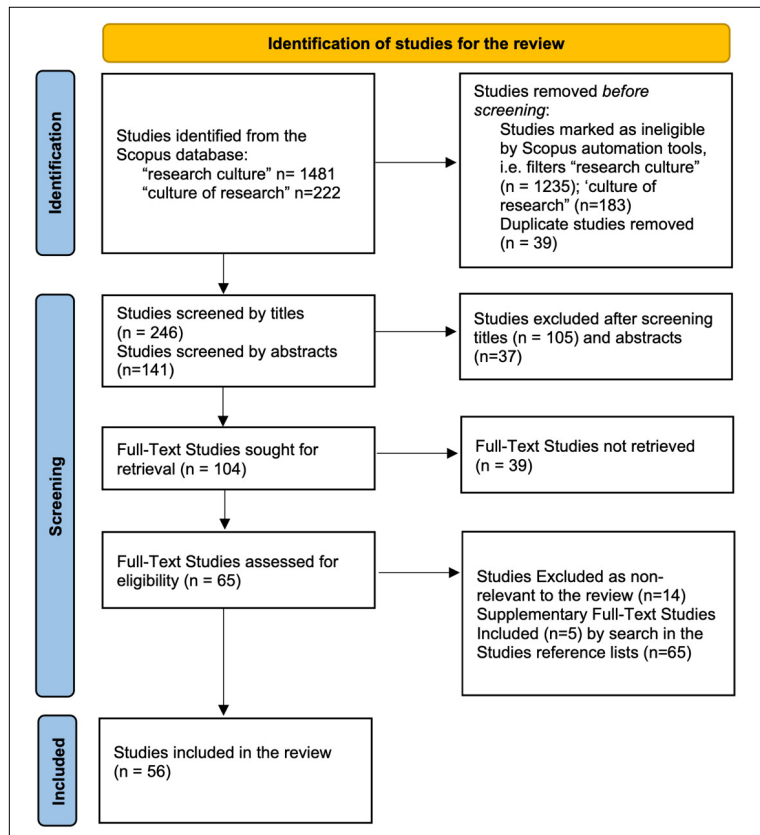 Identification of studies for the review
Identification
Studies identified from the
Scopus database:
“research culture” n= 1481
“culture of research” n=222
Studies removed before
screening:
Studies marked as ineligible
by Scopus automation tools,
i.e. filters “research culture”
(n = 1235); ‘culture of
research” (n=183)
Duplicate studies removed
(n = 39)
Screening
Studies screened by titles
(n = 246)
Studies screened by abstracts
(n=141)
Studies excluded after screening
titles (n = 105) and abstracts
(n=37)
Full-Text Studies sought for
retrieval (n = 104)
Full-Text Studies not retrieved
(n = 39)
Full-Text Studies assessed for
eligibility (n = 65)
Studies Excluded as non-
relevant to the review (n=14)
Supplementary Full-Text Studies
Included (n=5) by search in the
Studies reference lists (n=65)
Included
Studies included in the review
(n = 56)